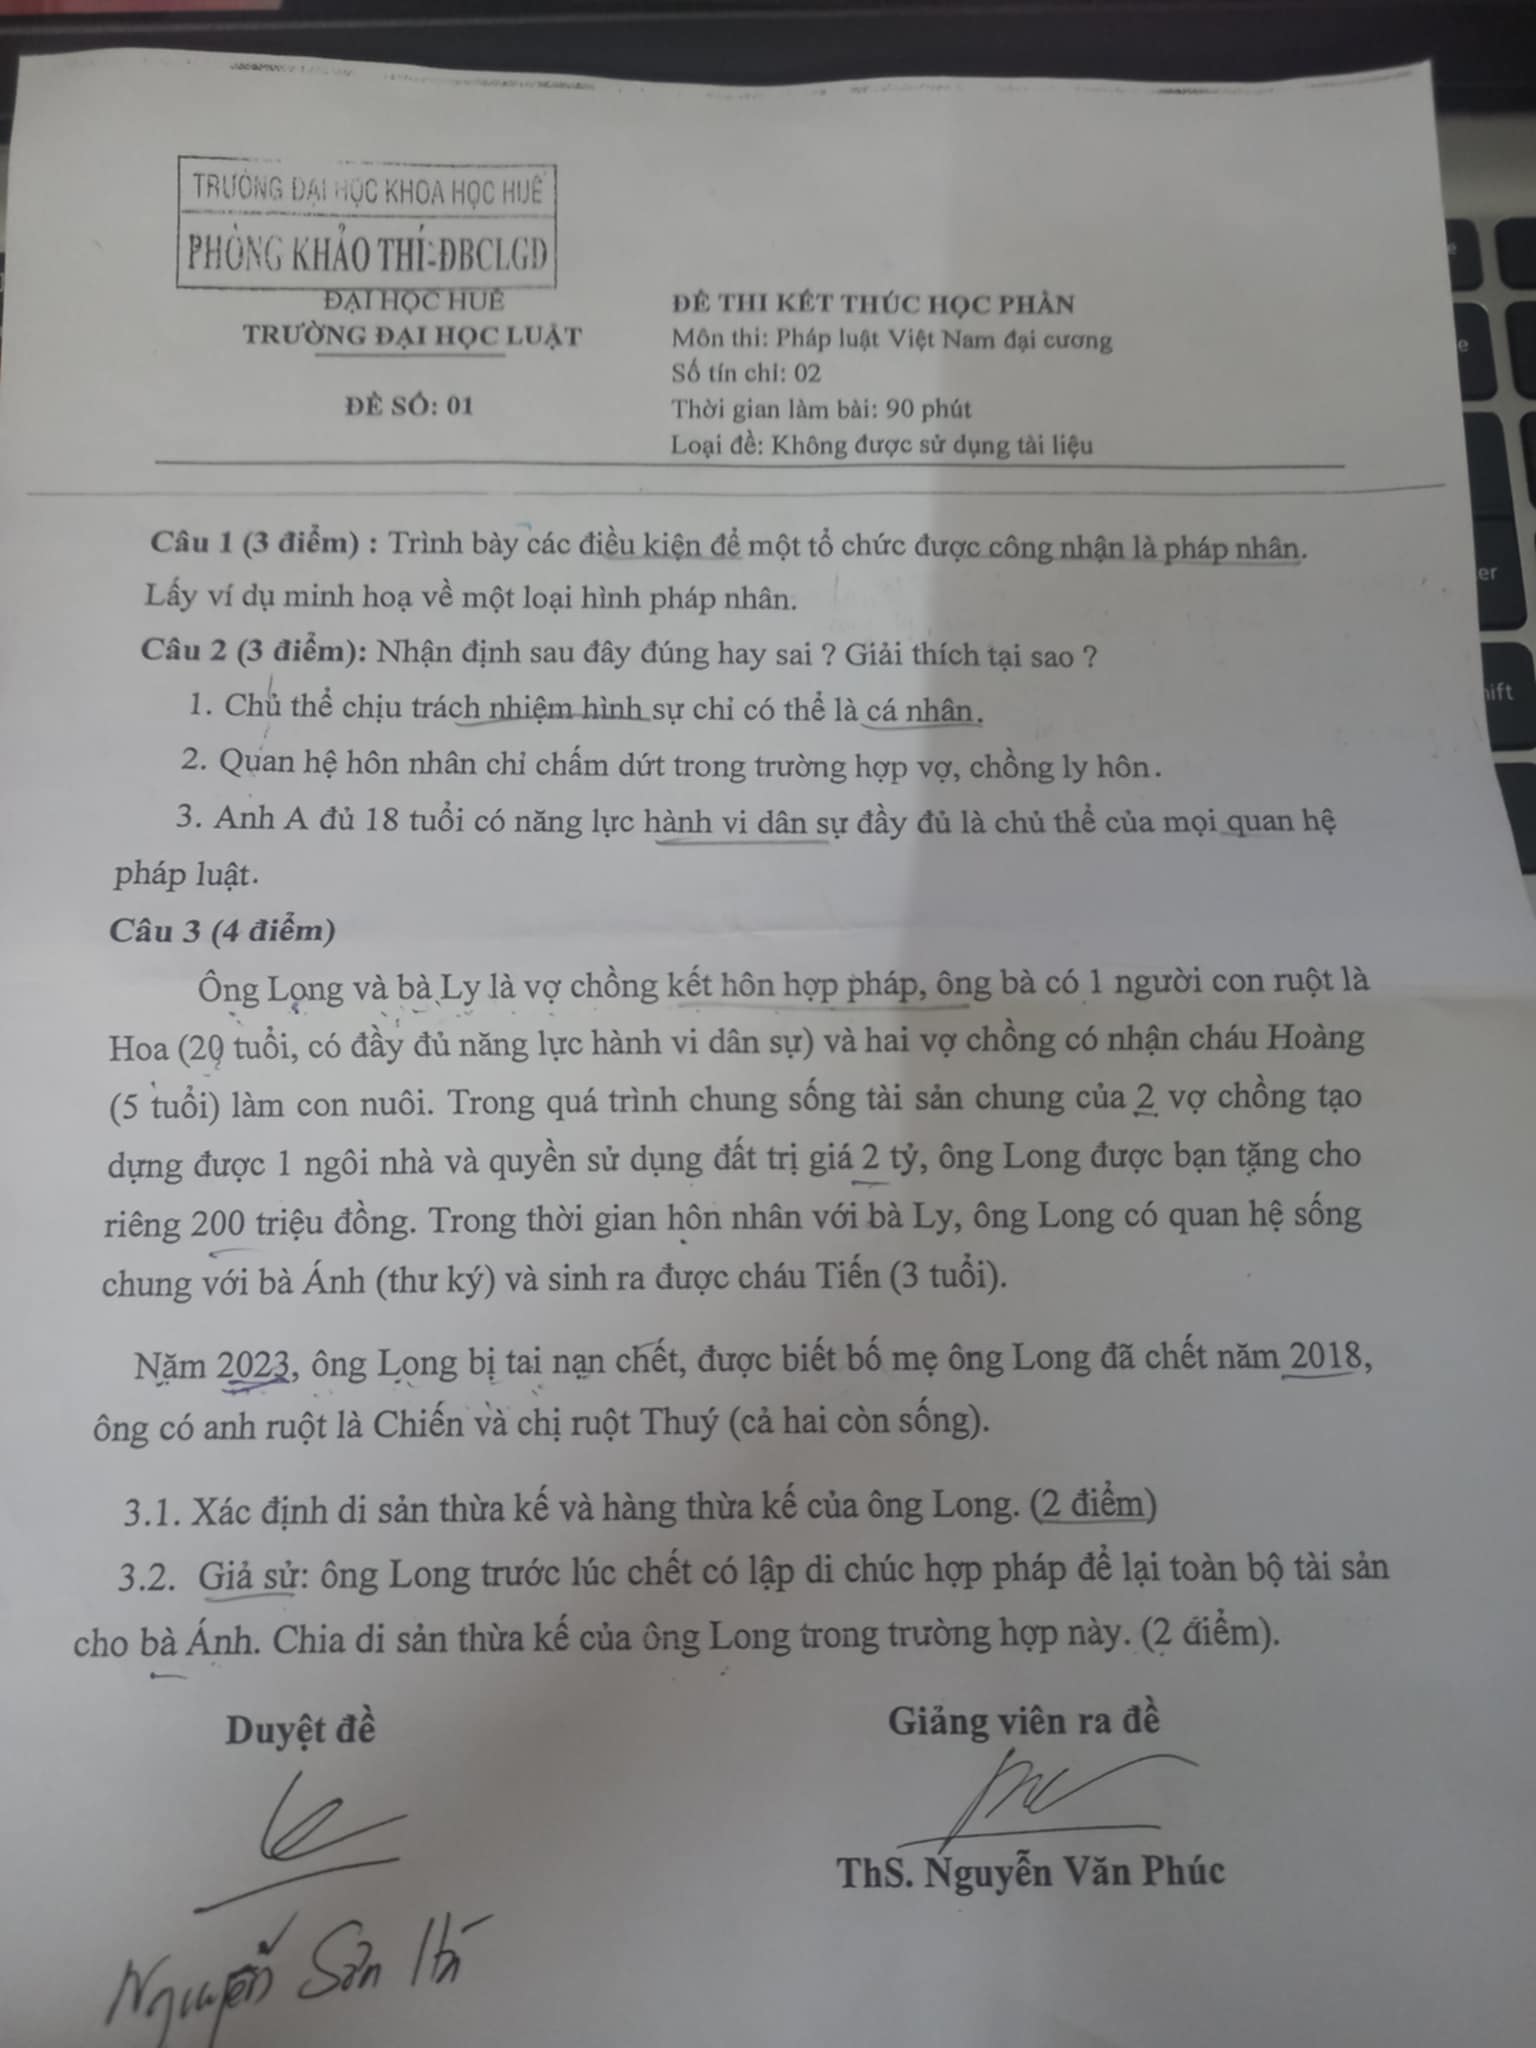 TRƯỜNG ĐẠI HỌC KHOA HỌC HUẾ
PHÒNG KHẢO THÍ-ĐBCLGD
ĐẠI HỌC HUẾ
TRƯỜNG ĐẠI HỌC LUẬT
ĐỀ SỐ: 01
ĐỀ THI KẾT THÚC HỌC PHẦN
Môn thi: Pháp luật Việt Nam đại cương
Số tín chỉ: 02
Thời gian làm bài: 90 phút
Loại đề: Không được sử dụng tài liệu
Câu 1 (3 điểm) : Trình bày các điều kiện để một tổ chức được công nhận là pháp nhân.
Lấy ví dụ minh hoạ về một loại hình pháp nhân.
Câu 2 (3 điểm): Nhận định sau đây đúng hay sai ? Giải thích tại sao ?
1. Chủ thể chịu trách nhiệm hình sự chỉ có thể là cá nhân.
2. Quan hệ hôn nhân chỉ chấm dứt trong trường hợp vợ, chồng ly hôn.
3. Anh A đủ 18 tuổi có năng lực hành vi dân sự đầy đủ là chủ thể của mọi quan hệ
pháp luật.
Câu 3 (4 điểm)
Ông Long và bà Ly là vợ chồng kết hôn hợp pháp, ông bà có 1 người con ruột là
Hoa (20 tuổi, có đầy đủ năng lực hành vi dân sự) và hai vợ chồng có nhận cháu Hoàng
(5 tuổi) làm con nuôi. Trong quá trình chung sống tài sản chung của 2 vợ chồng tạo
dựng được 1 ngôi nhà và quyền sử dụng đất trị giá 2 tỷ, ông Long được bạn tặng cho
riêng 200 triệu đồng. Trong thời gian hôn nhân với bà Ly, ông Long có quan hệ sống
chung với bà Ánh (thư ký) và sinh ra được cháu Tiến (3 tuổi).
Năm 2023, ông Long bị tai nạn chết, được biết bố mẹ ông Long đã chết năm 2018,
ông có anh ruột là Chiến và chị ruột Thuý (cả hai còn sống).
3.1. Xác định di sản thừa kế và hàng thừa kế của ông Long. (2 điểm)
3.2. Giả sử: ông Long trước lúc chết có lập di chúc hợp pháp để lại toàn bộ tài sản
cho bà Ánh. Chia di sản thừa kế của ông Long trong trường hợp này. (2 điểm).
Duyệt đề
Giảng viên ra đề
ThS. Nguyễn Văn Phúc
Nguyễn Sơn